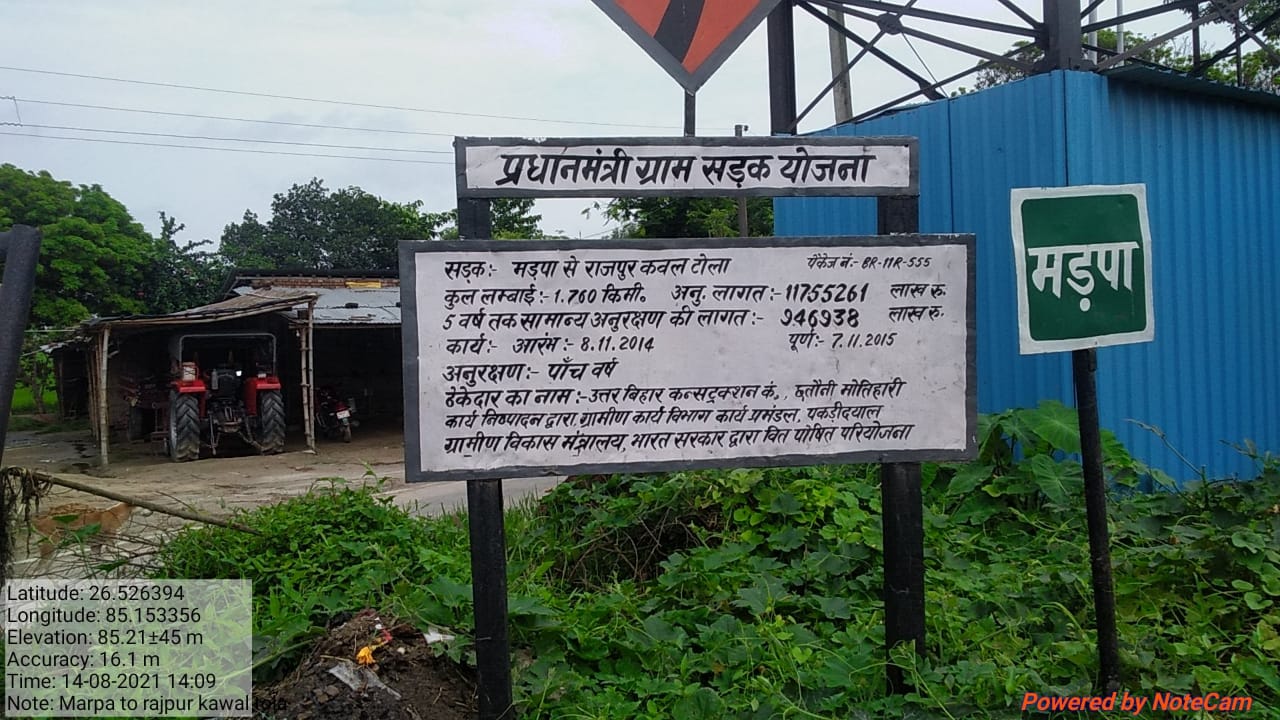 प्रधानमंत्री ग्राम सड़क योजना
सड़क:- मड़पा से राजपुर कवल टोला पैकेज नं:- BR-11R-555
कुल लम्बाई:- 1.760 किमी. अनु. लागत:- 11755261 लाख रु.
5 वर्ष तक सामान्य अनुरक्षण की लागत:- 946938 लाख रु.
कार्य:- आरंभ:- 8.11.2014 पूर्ण:- 7.11.2015
अनुरक्षण:- पाँच वर्ष
ठेकेदार का नाम:- उतर बिहार कन्सट्रक्शन कं., छतौनी मोतिहारी
कार्य निष्पादन द्वारा ग्रामीण कार्य विभाग कार्य प्रमंडल, पकडीदयाल
ग्रामीण विकास मंत्रालय, भारत सरकार द्वारा वित पोषित परियोजना
मड़पा
Latitude: 26.526394
Longitude: 85.153356
Elevation: 85.21±45 m
Accuracy: 16.1 m
Time: 14-08-2021 14:09
Note: Marpa to rajpur kawal tola
Powered by NoteCam